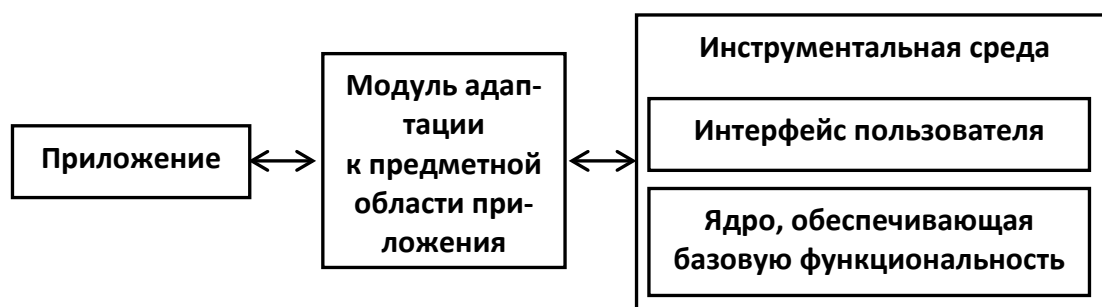 Приложение
Модуль адап-
тации
к предметной
области при-
ложения
Инструментальная среда
Интерфейс пользователя
Ядро, обеспечивающая
базовую функциональность